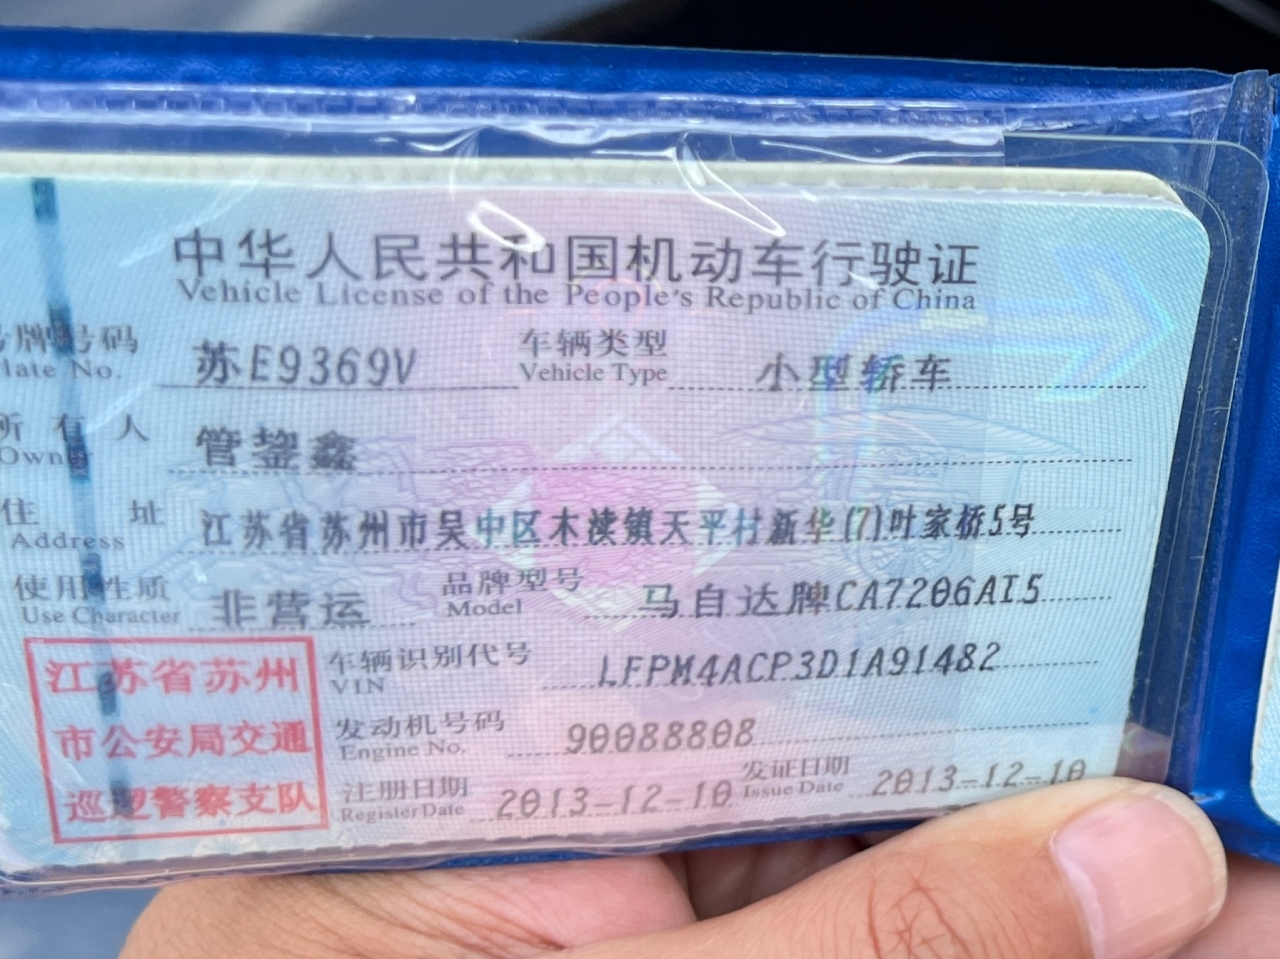 中华人民共和国机动车行驶证
Vehicle License of the People's Republic of China
号牌号码 苏E9369V 车辆类型 小型轿车
Plate No. Vehicle Type
所有人 管鋆鑫
Owner
住址 江苏省苏州市吴中区木渎镇天平村新华(7)叶家桥5号
Address
使用性质 非营运 品牌型号 马自达牌CA7206AI5
Use Character Model
江苏省苏州
市公安局交通
巡逻警察支队
车辆识别代号 LFPM4ACP3D1A91482
VIN
发动机号码 90088808
Engine No.
注册日期 2013-12-10 发证日期 2013-12-10
Register Date Issue Date